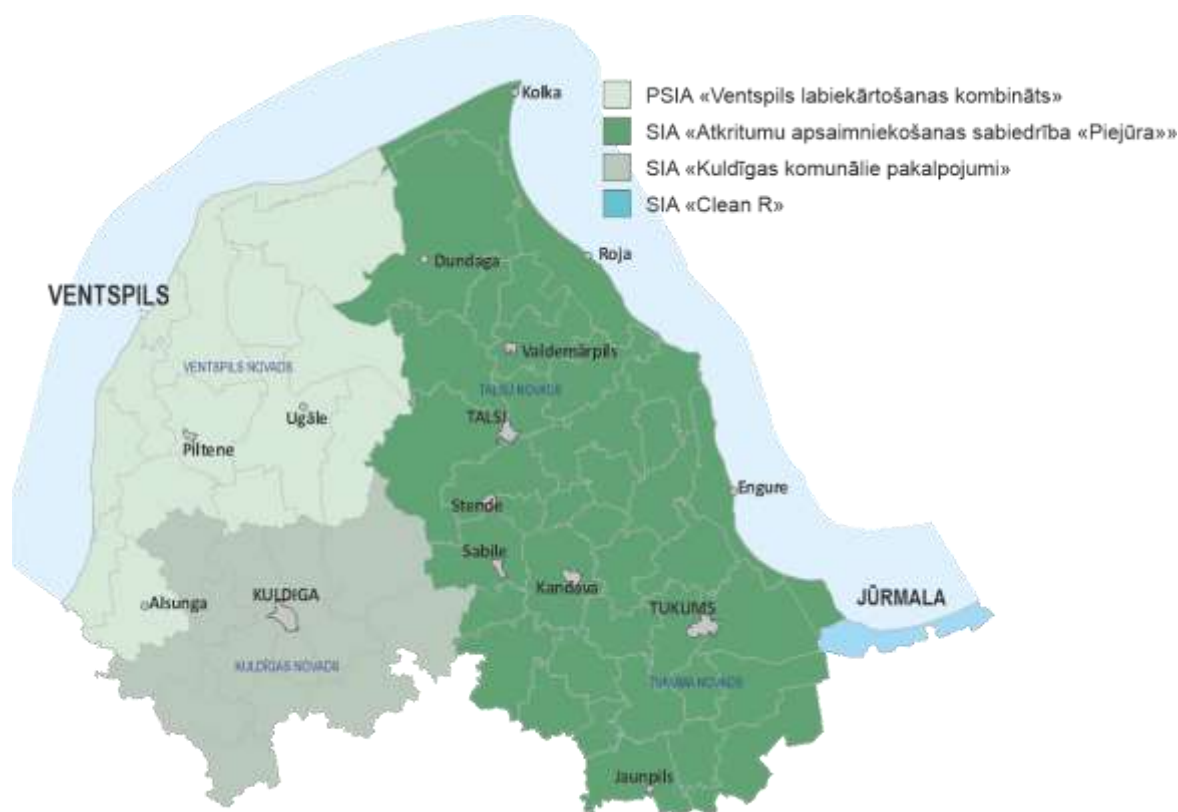 Kolka
PSIA «Ventspils labiekārtošanas kombināts»
SIA «Atkritumu apsaimniekošanas sabiedrība «Piejūra»»
SIA «Kuldīgas komunālie pakalpojumi»
SIA «Clean R»
Roja
Dundaga
VENTSPILS
Valdemārpils
VENTSPILS NOVADS
TALSU NOVADS
Ugāle
TALSI
Piltene
Engure
Stende
Sabile
Kandava
Alsunga
KULDĪGA
TUKUMS
JŪRMALA
KULDĪGAS NOVADS
TUKUMA NOVADS
Jaunpils